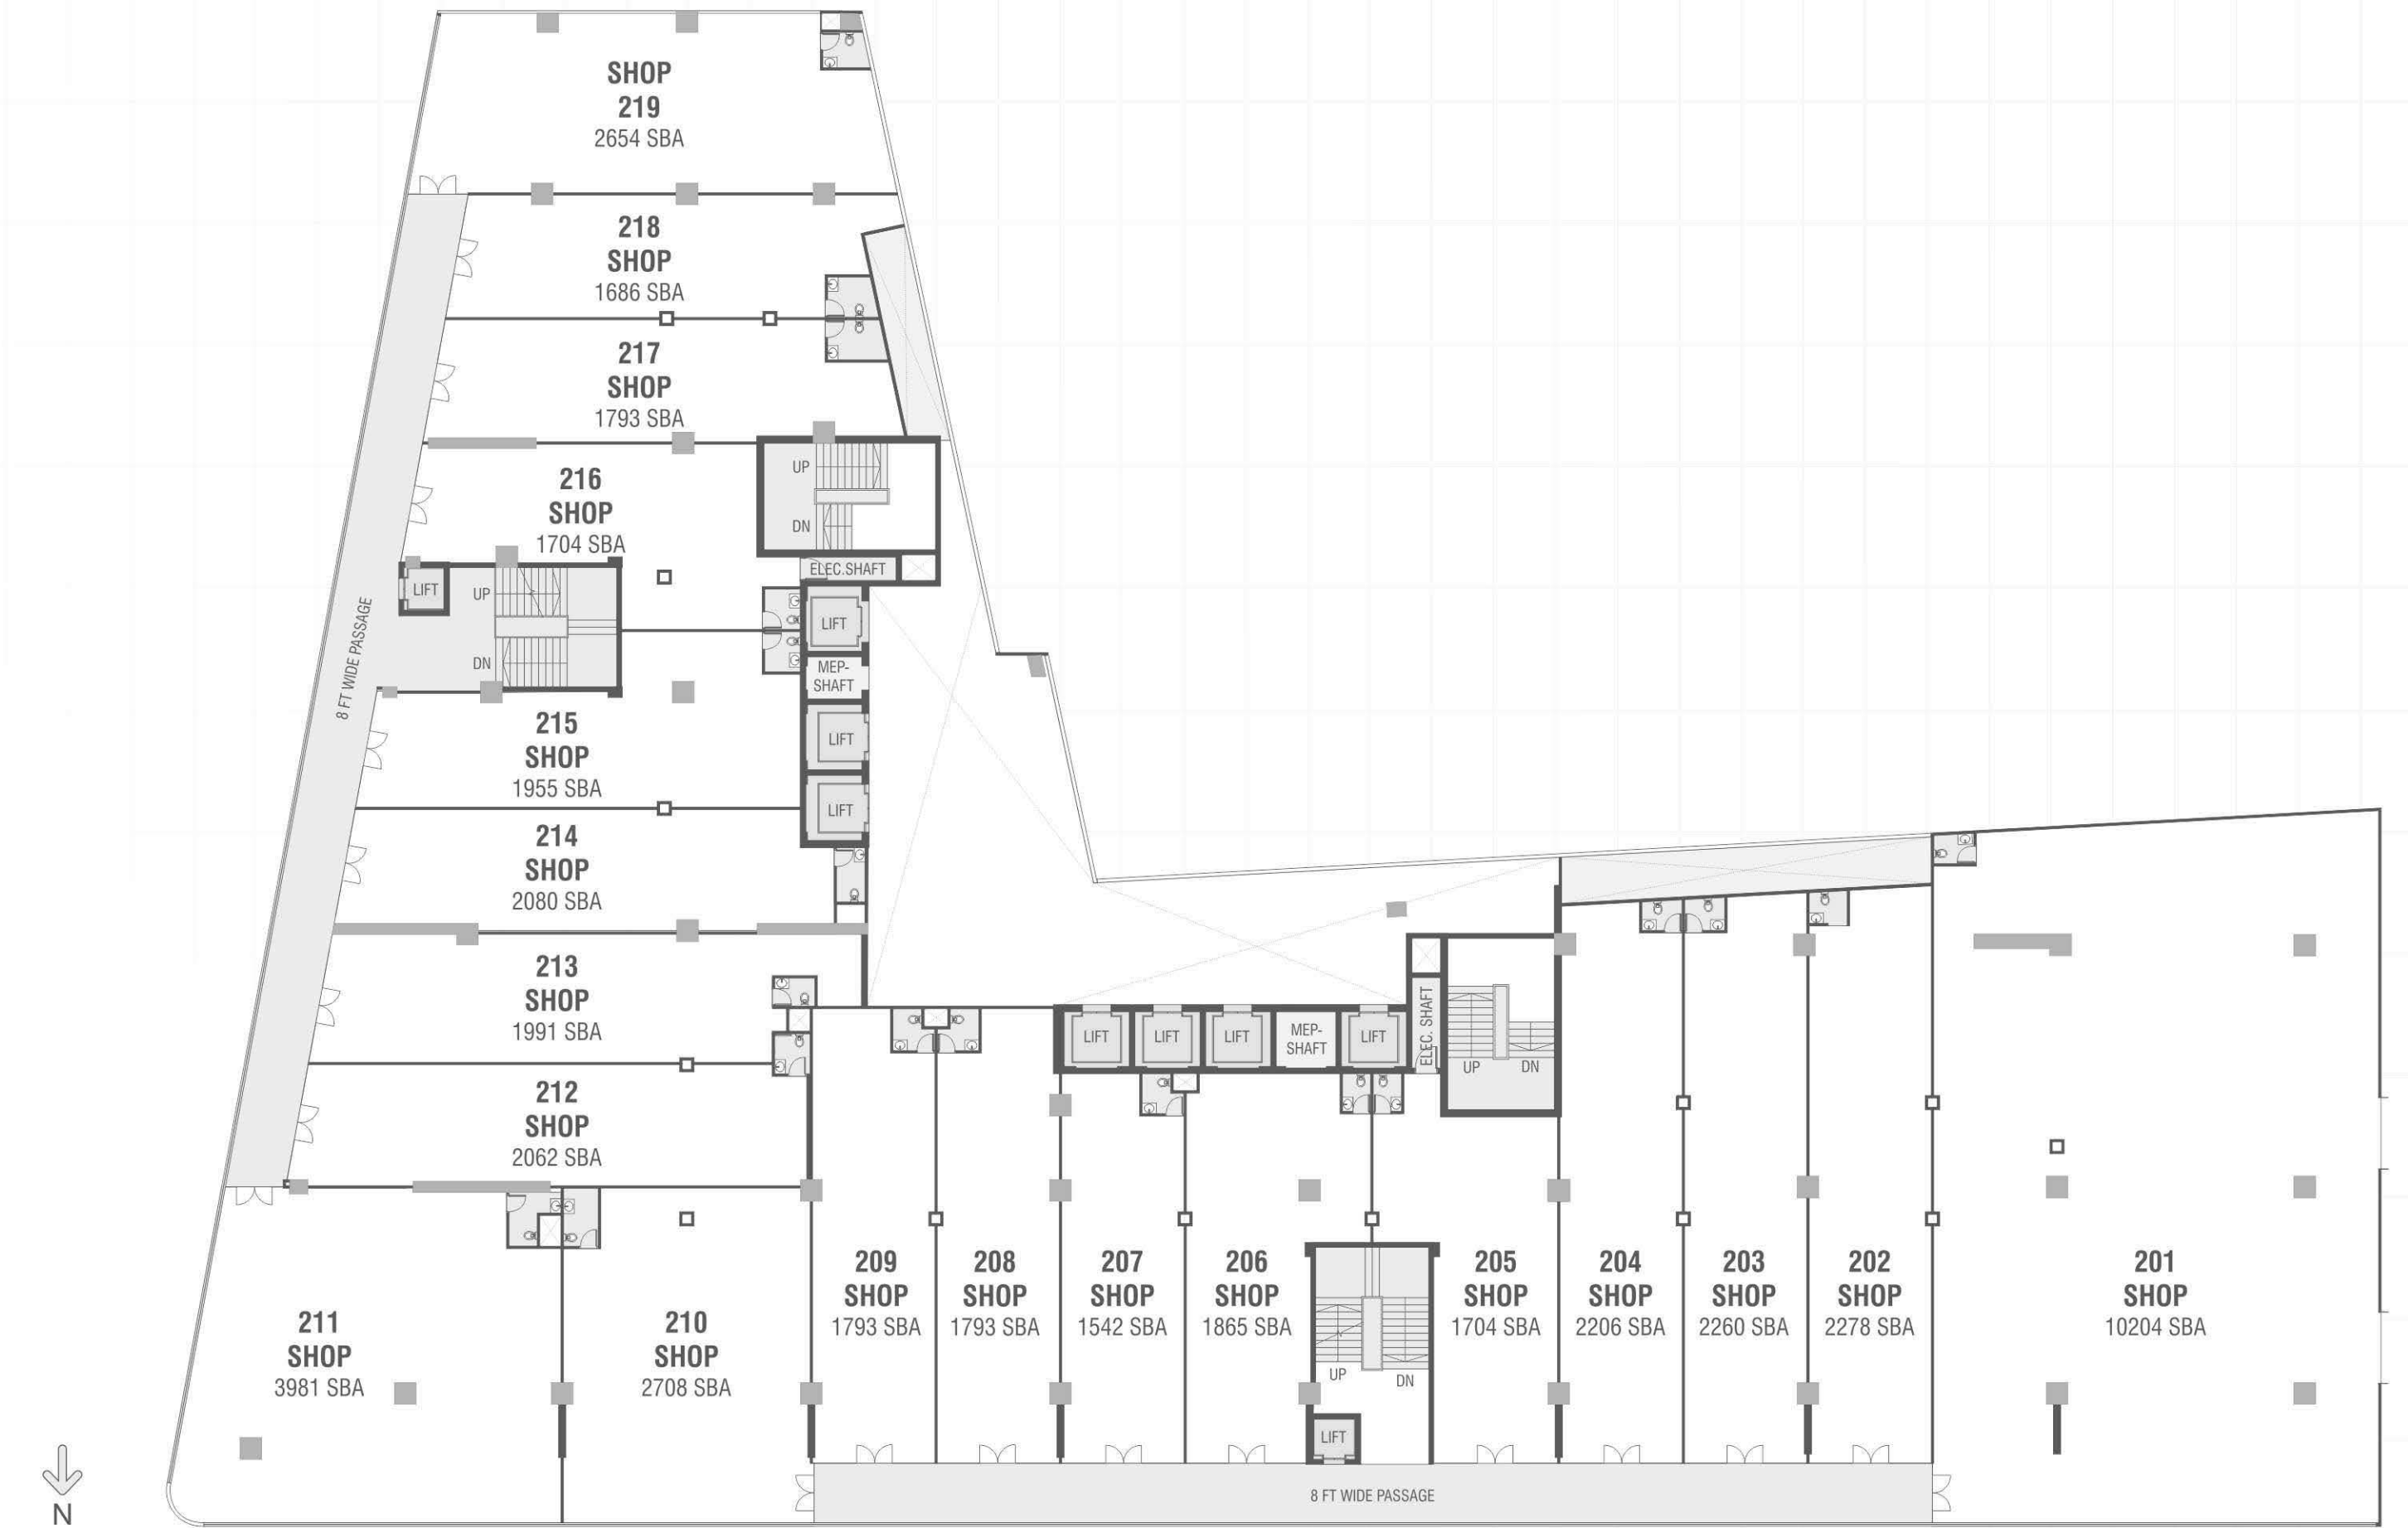 SHOP
219
2654 SBA
218
SHOP
1686 SBA
217
SHOP
1793 SBA
216
SHOP
1704 SBA
UP
DN
ELEC.SHAFT
LIFT
UP
DN
LIFT
MEP-
SHAFT
LIFT
LIFT
8 FT WIDE PASSAGE
215
SHOP
1955 SBA
214
SHOP
2080 SBA
213
SHOP
1991 SBA
212
SHOP
2062 SBA
LIFT
LIFT
LIFT
MEP-
SHAFT
LIFT
ELEC. SHAFT
UP
DN
211
SHOP
3981 SBA
210
SHOP
2708 SBA
209
SHOP
1793 SBA
208
SHOP
1793 SBA
207
SHOP
1542 SBA
206
SHOP
1865 SBA
UP
DN
LIFT
205
SHOP
1704 SBA
204
SHOP
2206 SBA
203
SHOP
2260 SBA
202
SHOP
2278 SBA
201
SHOP
10204 SBA
8 FT WIDE PASSAGE
N